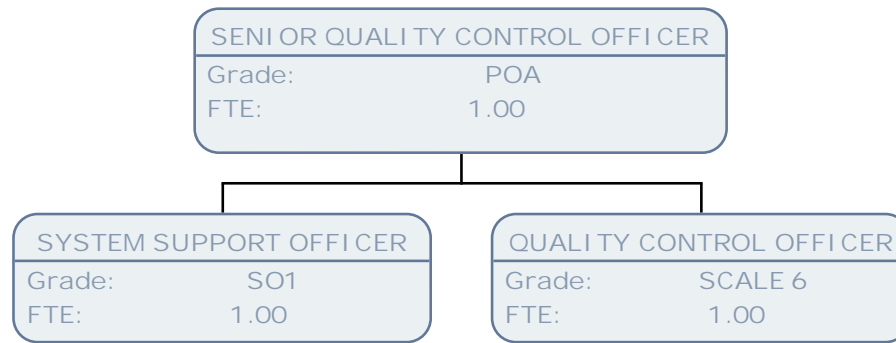 SENIOR QUALITY CONTROL OFFICER
Grade: POA
FTE: 1.00
SYSTEM SUPPORT OFFICER
Grade: SO1
FTE: 1.00
QUALITY CONTROL OFFICER
Grade: SCALE 6
FTE: 1.00